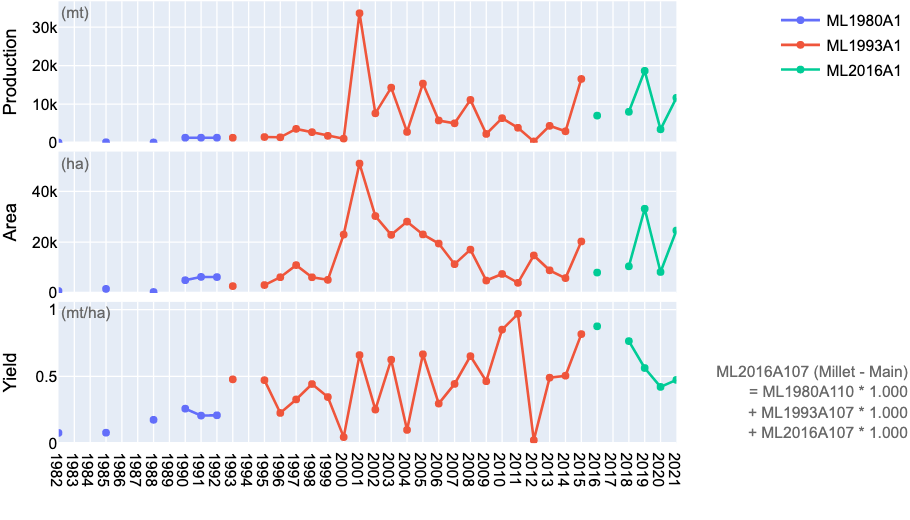 (mt)
Production
30k
20k
10k
0
ML1980A1
ML1993A1
ML2016A1
(ha)
Area
40k
20k
0
(mt/ha)
Yield
1
0.5
0
ML2016A107 (Millet - Main)
= ML1980A110 * 1.000
+ ML1993A107 * 1.000
+ ML2016A107 * 1.000
1982
1983
1984
1985
1986
1987
1988
1989
1990
1991
1992
1993
1994
1995
1996
1997
1998
1999
2000
2001
2002
2003
2004
2005
2006
2007
2008
2009
2010
2011
2012
2013
2014
2015
2016
2017
2018
2019
2020
2021